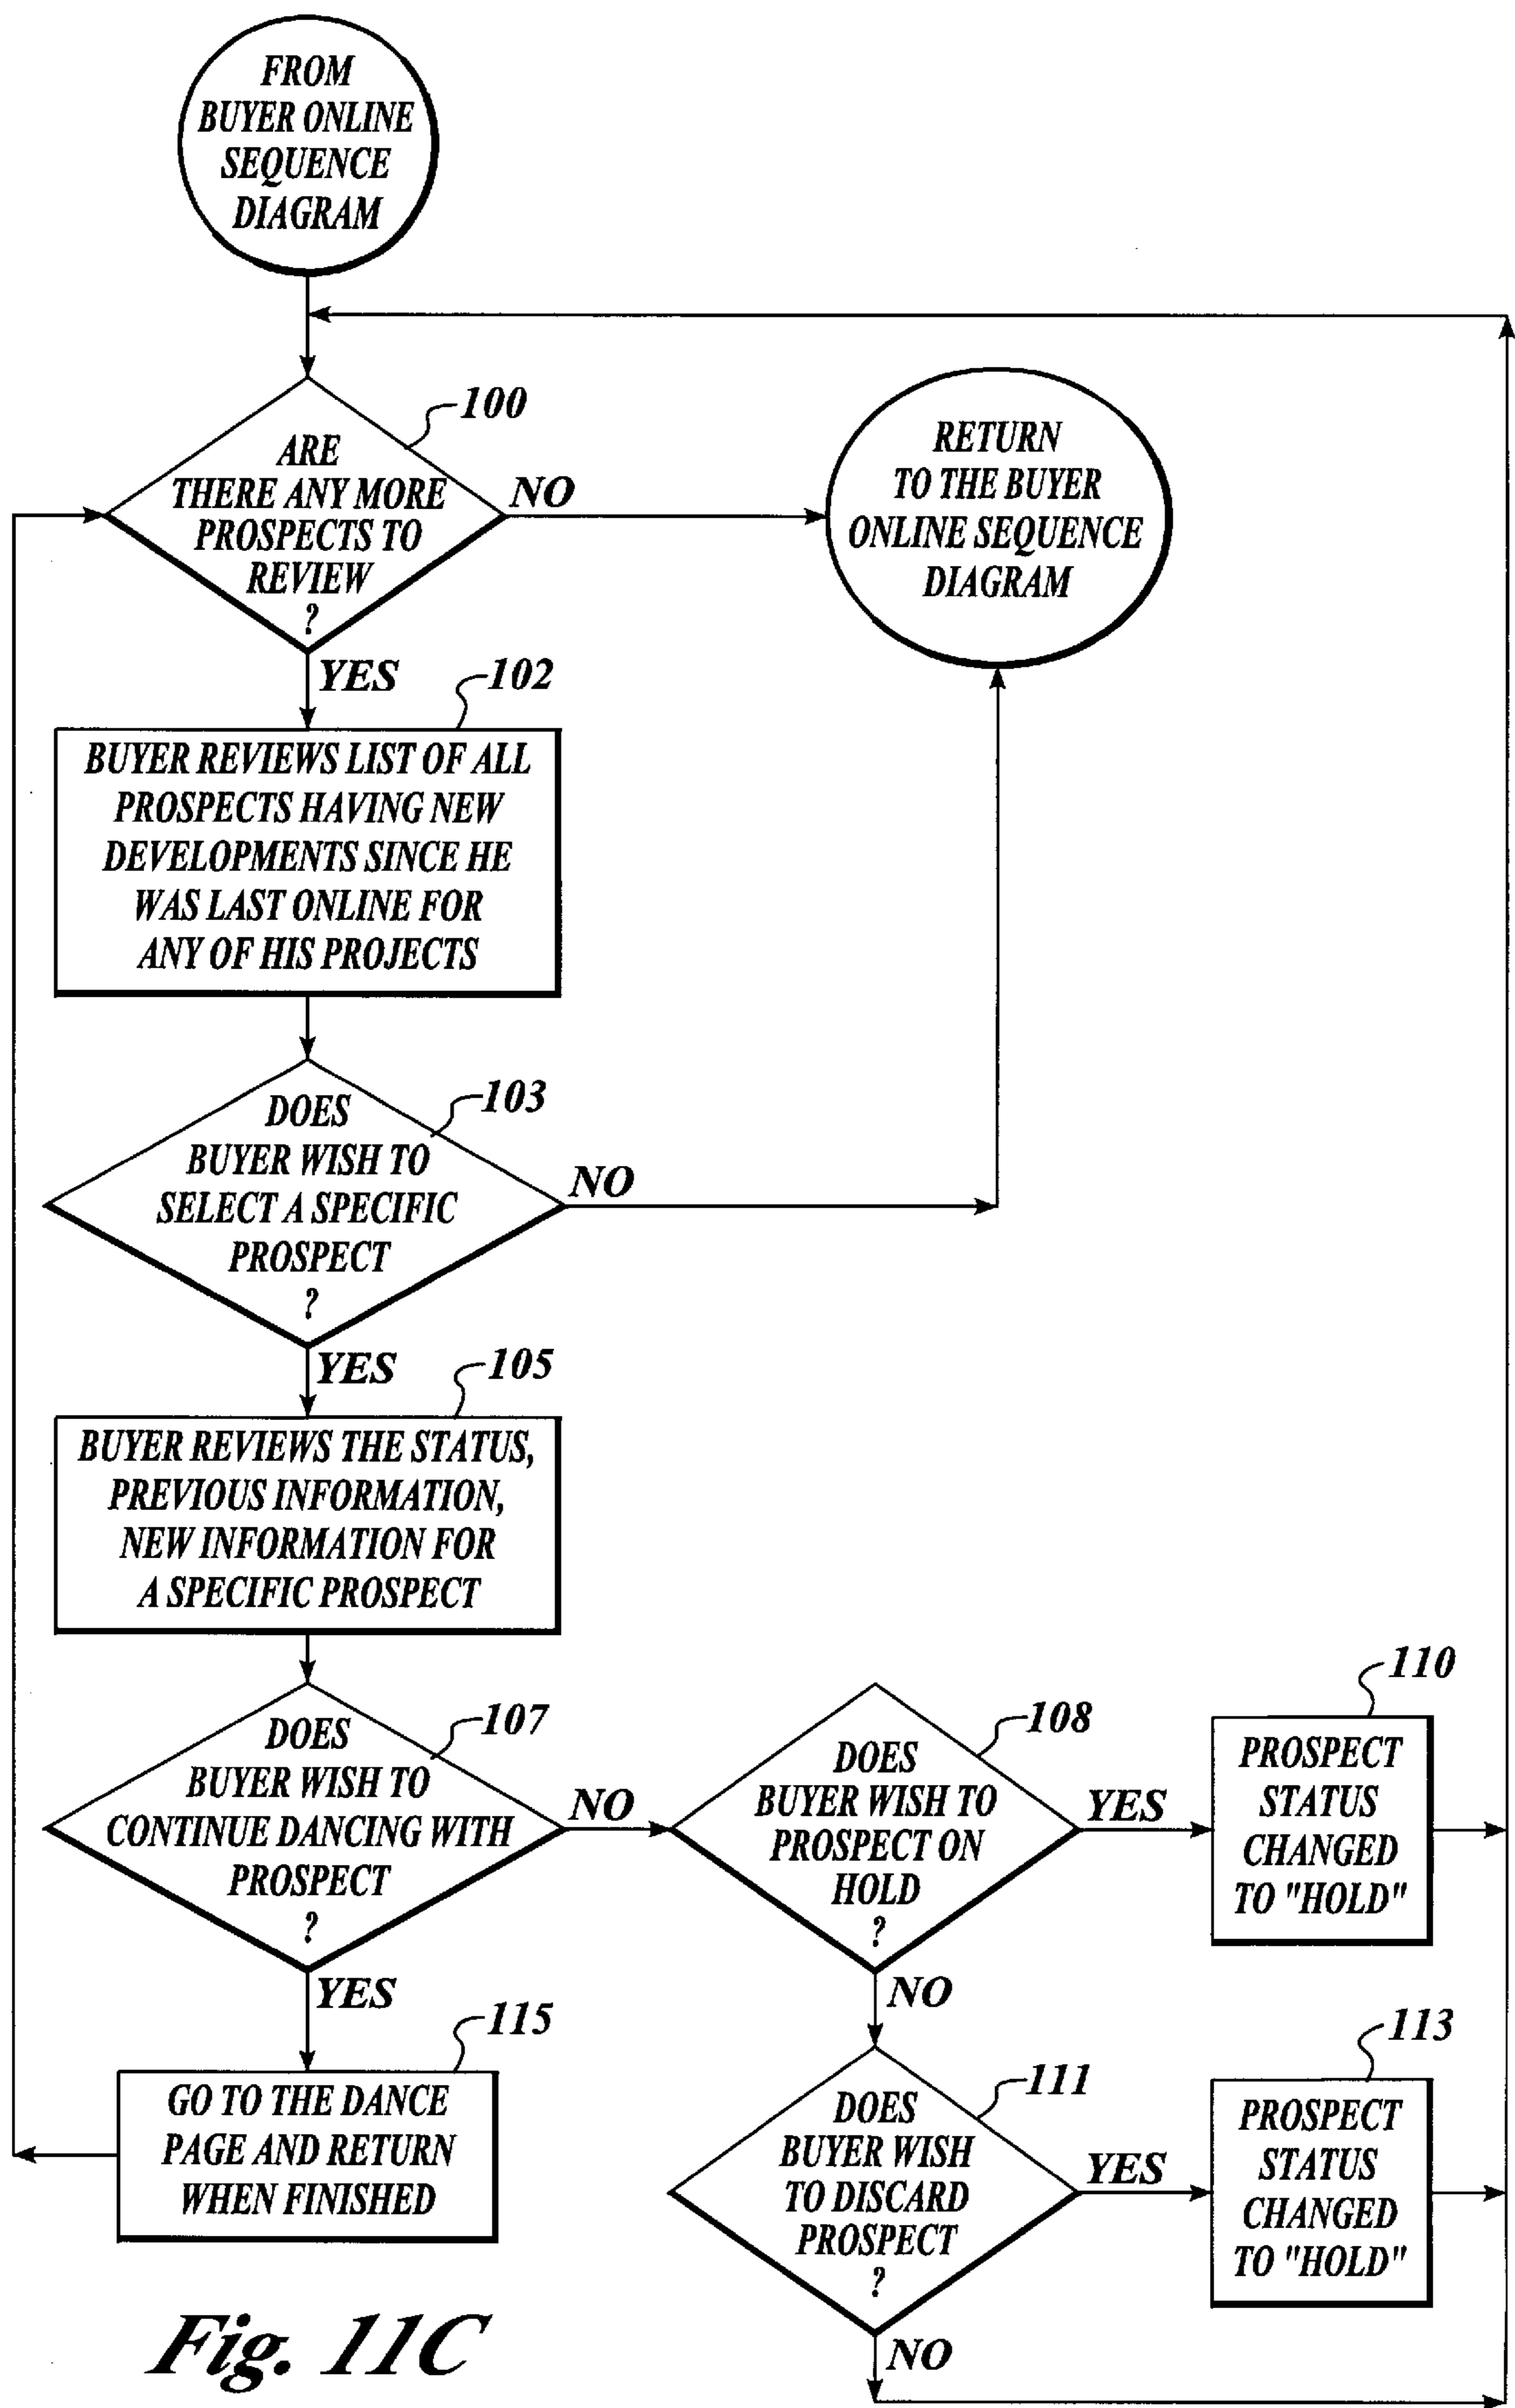 FROM
BUYER ONLINE
SEQUENCE
DIAGRAM
100
ARE
THERE ANY MORE
PROSPECTS TO
REVIEW
?
NO
RETURN
TO THE BUYER
ONLINE SEQUENCE
DIAGRAM
YES
102
BUYER REVIEWS LIST OF ALL
PROSPECTS HAVING NEW
DEVELOPMENTS SINCE HE
WAS LAST ONLINE FOR
ANY OF HIS PROJECTS
103
DOES
BUYER WISH TO
SELECT A SPECIFIC
PROSPECT
?
NO
YES
105
BUYER REVIEWS THE STATUS,
PREVIOUS INFORMATION,
NEW INFORMATION FOR
A SPECIFIC PROSPECT
107
DOES
BUYER WISH TO
CONTINUE DANCING WITH
PROSPECT
?
NO
108
DOES
BUYER WISH TO
PROSPECT ON
HOLD
?
YES
110
PROSPECT
STATUS
CHANGED
TO "HOLD"
YES
NO
115
GO TO THE DANCE
PAGE AND RETURN
WHEN FINISHED
111
DOES
BUYER WISH
TO DISCARD
PROSPECT
?
YES
113
PROSPECT
STATUS
CHANGED
TO "HOLD"
NO
Fig. 11C